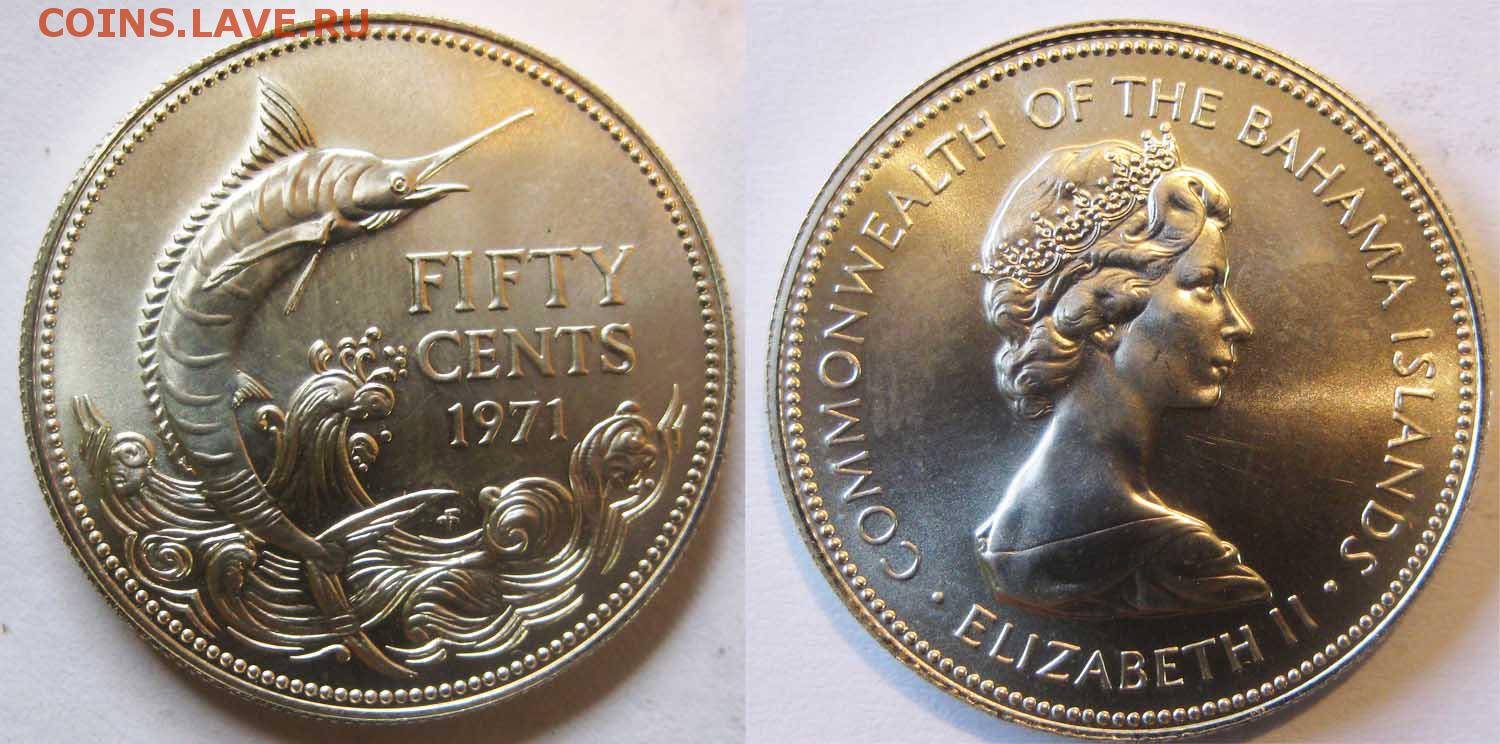 COINS.LAVE.RU
FIFTY
CENTS
1971
COMMONWEALTH OF THE BAHAMA ISLANDS
· ELIZABETH II ·